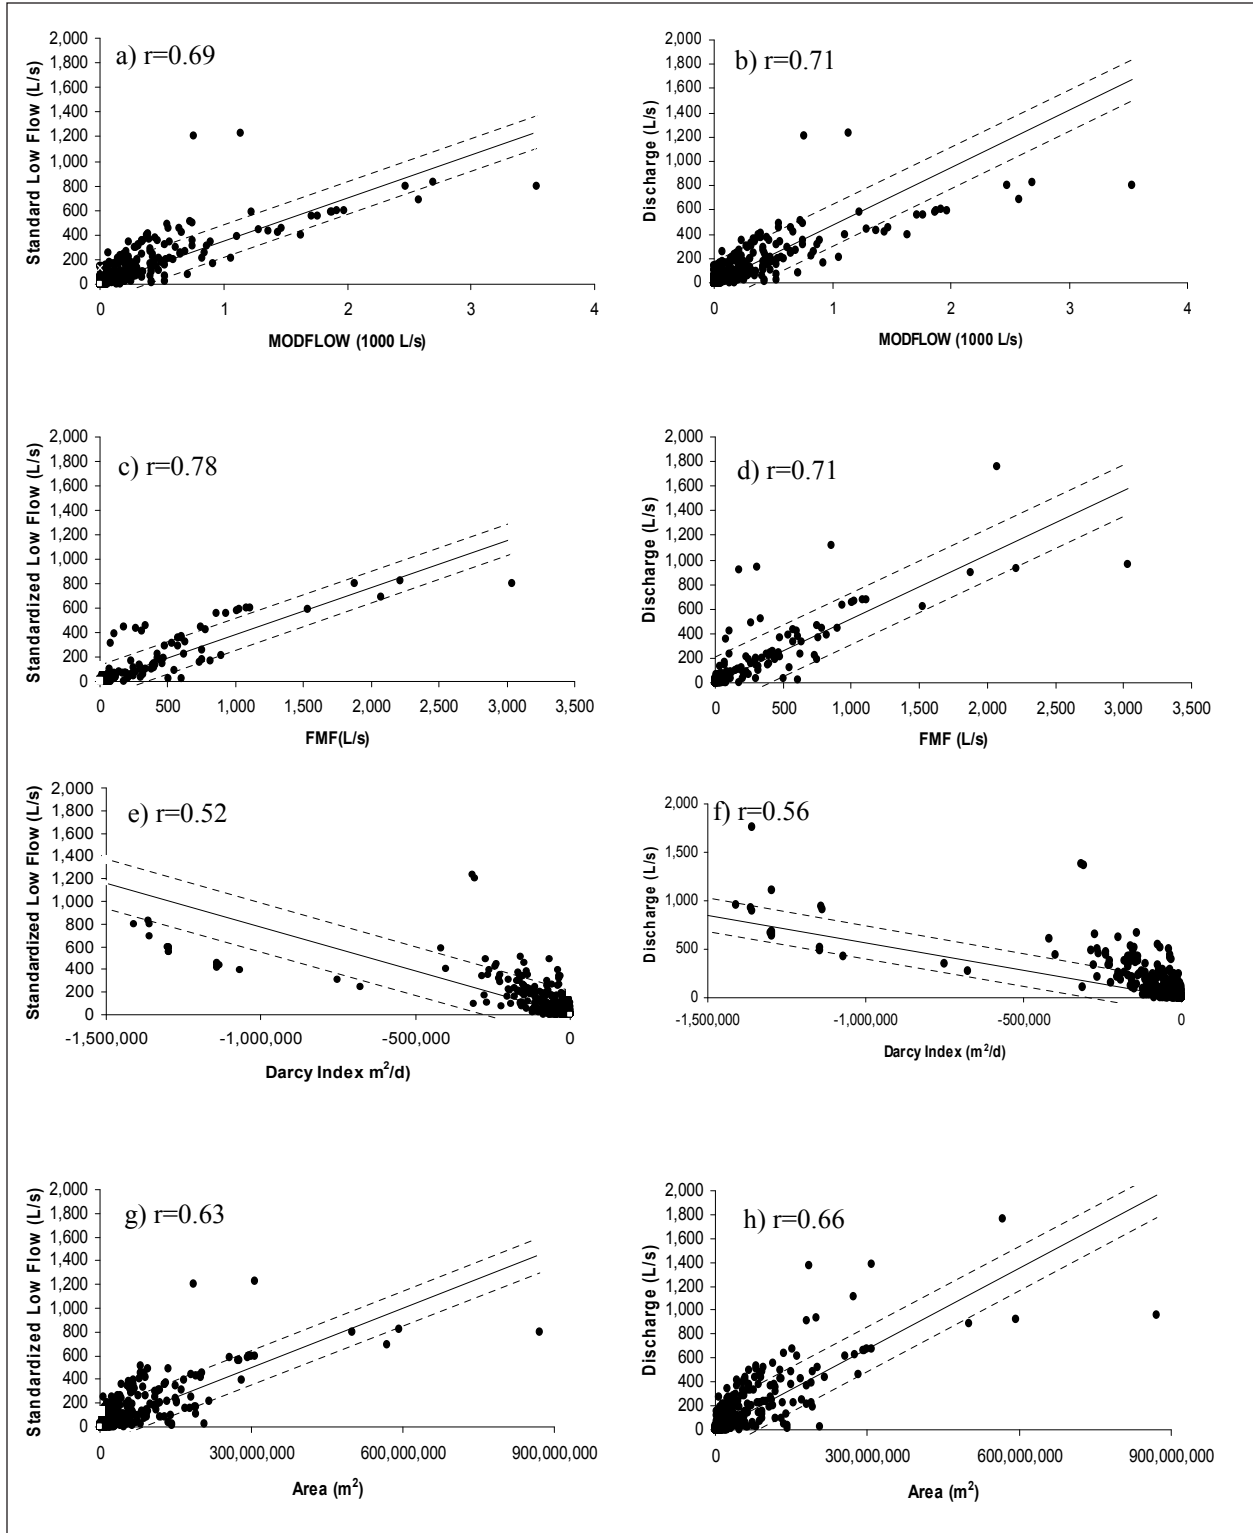 a) r=0.69
Standard Low Flow (L/s)
2,000
1,800
1,600
1,400
1,200
1,000
800
600
400
200
0
0 1 2 3 4
MODFLOW (1000 L/s)
b) r=0.71
Discharge (L/s)
2,000
1,800
1,600
1,400
1,200
1,000
800
600
400
200
0
0 1 2 3 4
MODFLOW (1000 L/s)
c) r=0.78
Standardized Low Flow (L/s)
2,000
1,800
1,600
1,400
1,200
1,000
800
600
400
200
0
0 500 1,000 1,500 2,000 2,500 3,000 3,500
FMF(L/s)
d) r=0.71
Discharge (L/s)
2,000
1,800
1,600
1,400
1,200
1,000
800
600
400
200
0
0 500 1,000 1,500 2,000 2,500 3,000 3,500
FMF (L/s)
e) r=0.52
Standardized Low Flow (L/s)
2,000
1,800
1,600
1,400
1,200
1,000
800
600
400
200
0
-1,500,000 -1,000,000 -500,000 0
Darcy Index m²/d)
f) r=0.56
Discharge (L/s)
2,000
1,500
1,000
500
0
-1,500,000 -1,000,000 -500,000 0
Darcy Index (m²/d)
g) r=0.63
Standardized Low Flow (L/s)
2,000
1,800
1,600
1,400
1,200
1,000
800
600
400
200
0
0 300,000,000 600,000,000 900,000,000
Area (m²)
h) r=0.66
Discharge (L/s)
2,000
1,800
1,600
1,400
1,200
1,000
800
600
400
200
0
0 300,000,000 600,000,000 900,000,000
Area (m²)